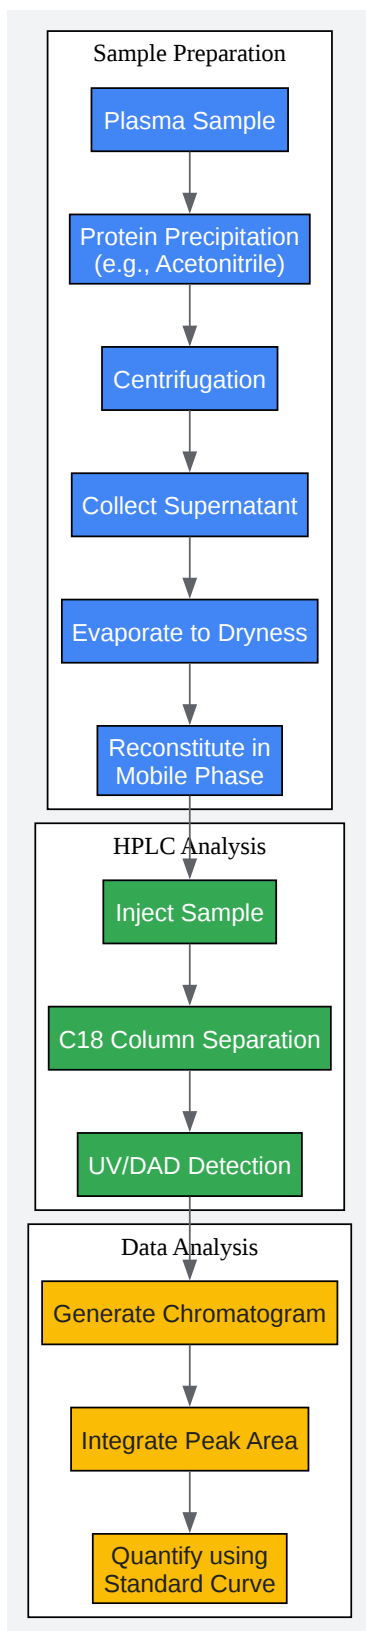 Sample Preparation
Plasma Sample
Protein Precipitation
(e.g., Acetonitrile)
Centrifugation
Collect Supernatant
Evaporate to Dryness
Reconstitute in
Mobile Phase
HPLC Analysis
Inject Sample
C18 Column Separation
UV/DAD Detection
Data Analysis
Generate Chromatogram
Integrate Peak Area
Quantify using
Standard Curve